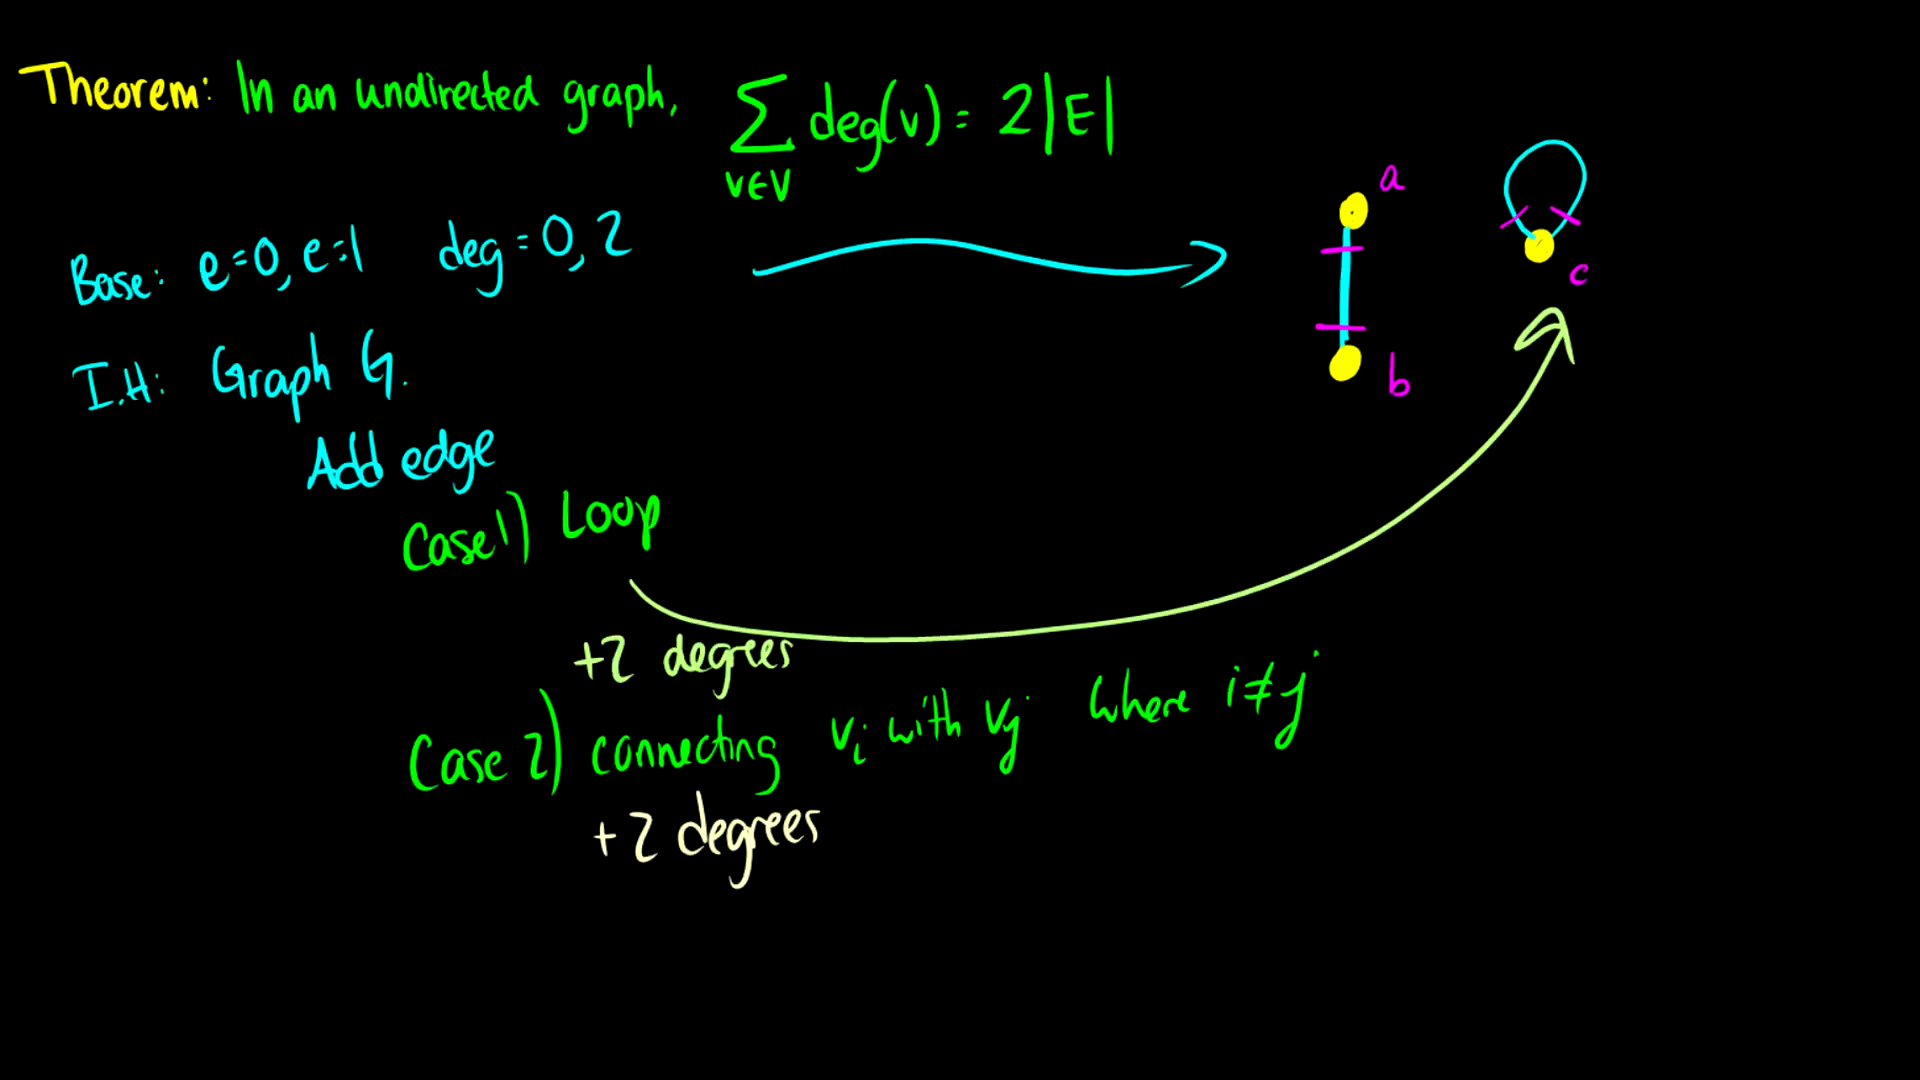 Theorem: In an undirected graph, ∑ deg(v) = 2|E|
v∈V
a
Base: e=0, e=1 deg = 0, 2
c
I.H: Graph G.
b
Add edge
Case 1) Loop
+2 degrees
Case 2) connecting vi with vj where i≠j
+2 degrees